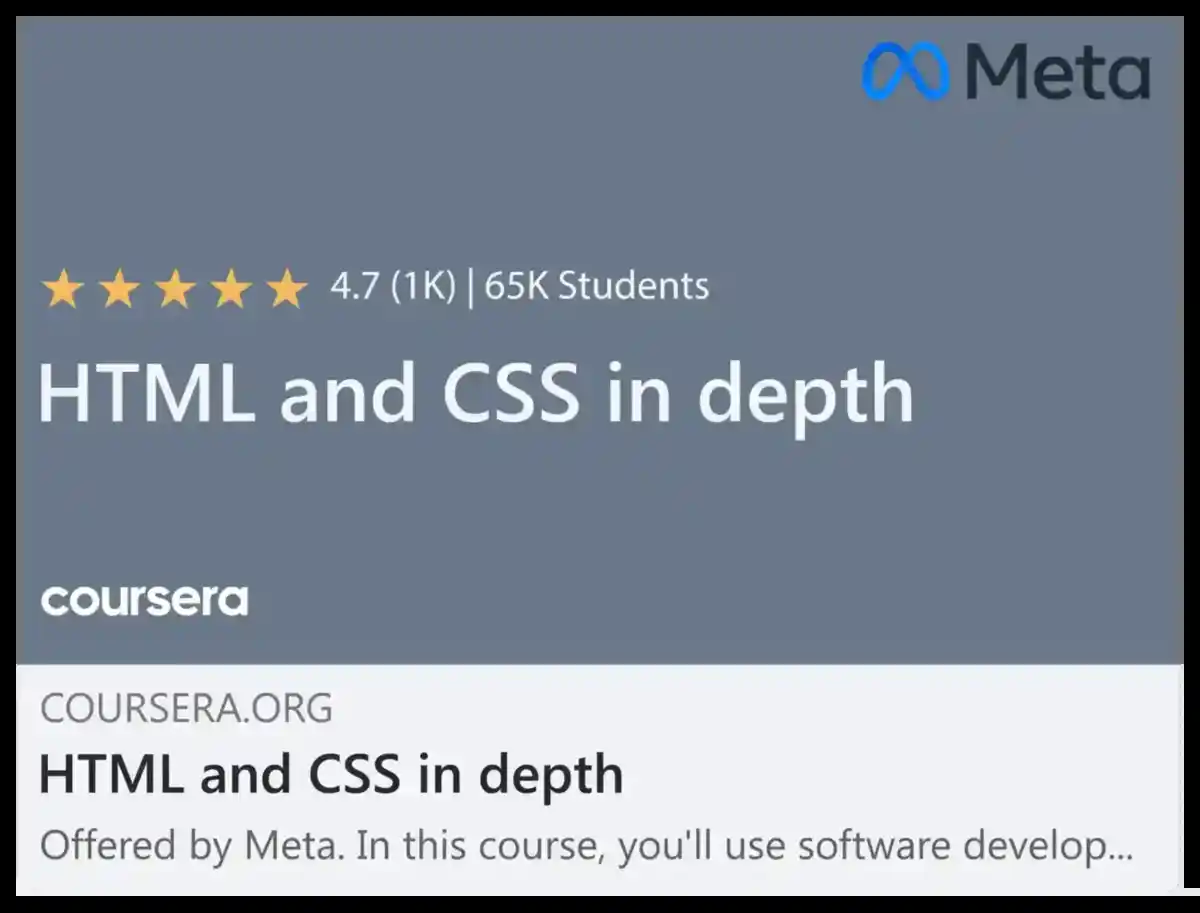 Meta
4.7 (1K) | 65K Students
HTML and CSS in depth
coursera
COURSERA.ORG
HTML and CSS in depth
Offered by Meta. In this course, you'll use software develop...